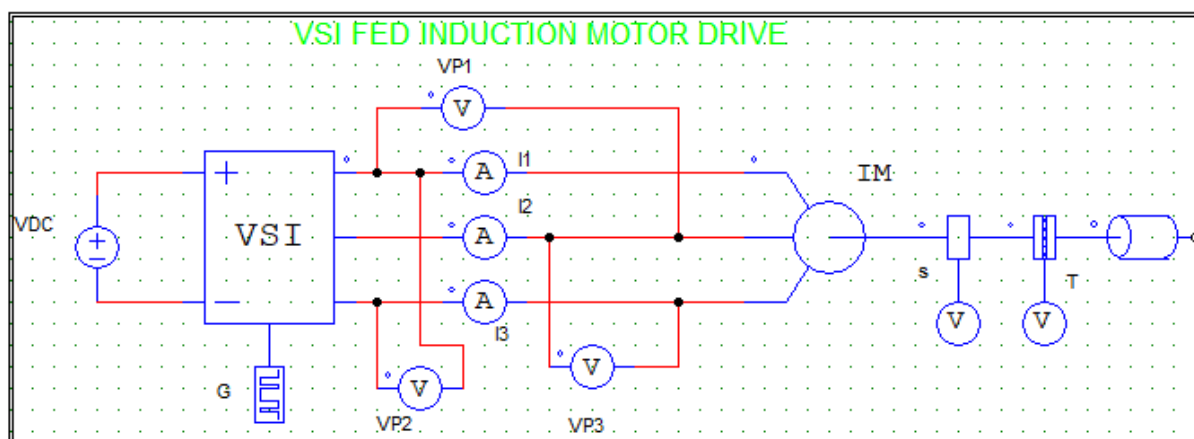 VSI FED INDUCTION MOTOR DRIVE
VP1
V
I1
A
IM
I2
VDC
+
VSI
A
s
T
A
I3
V
V
G
V
VP2
V
VP3